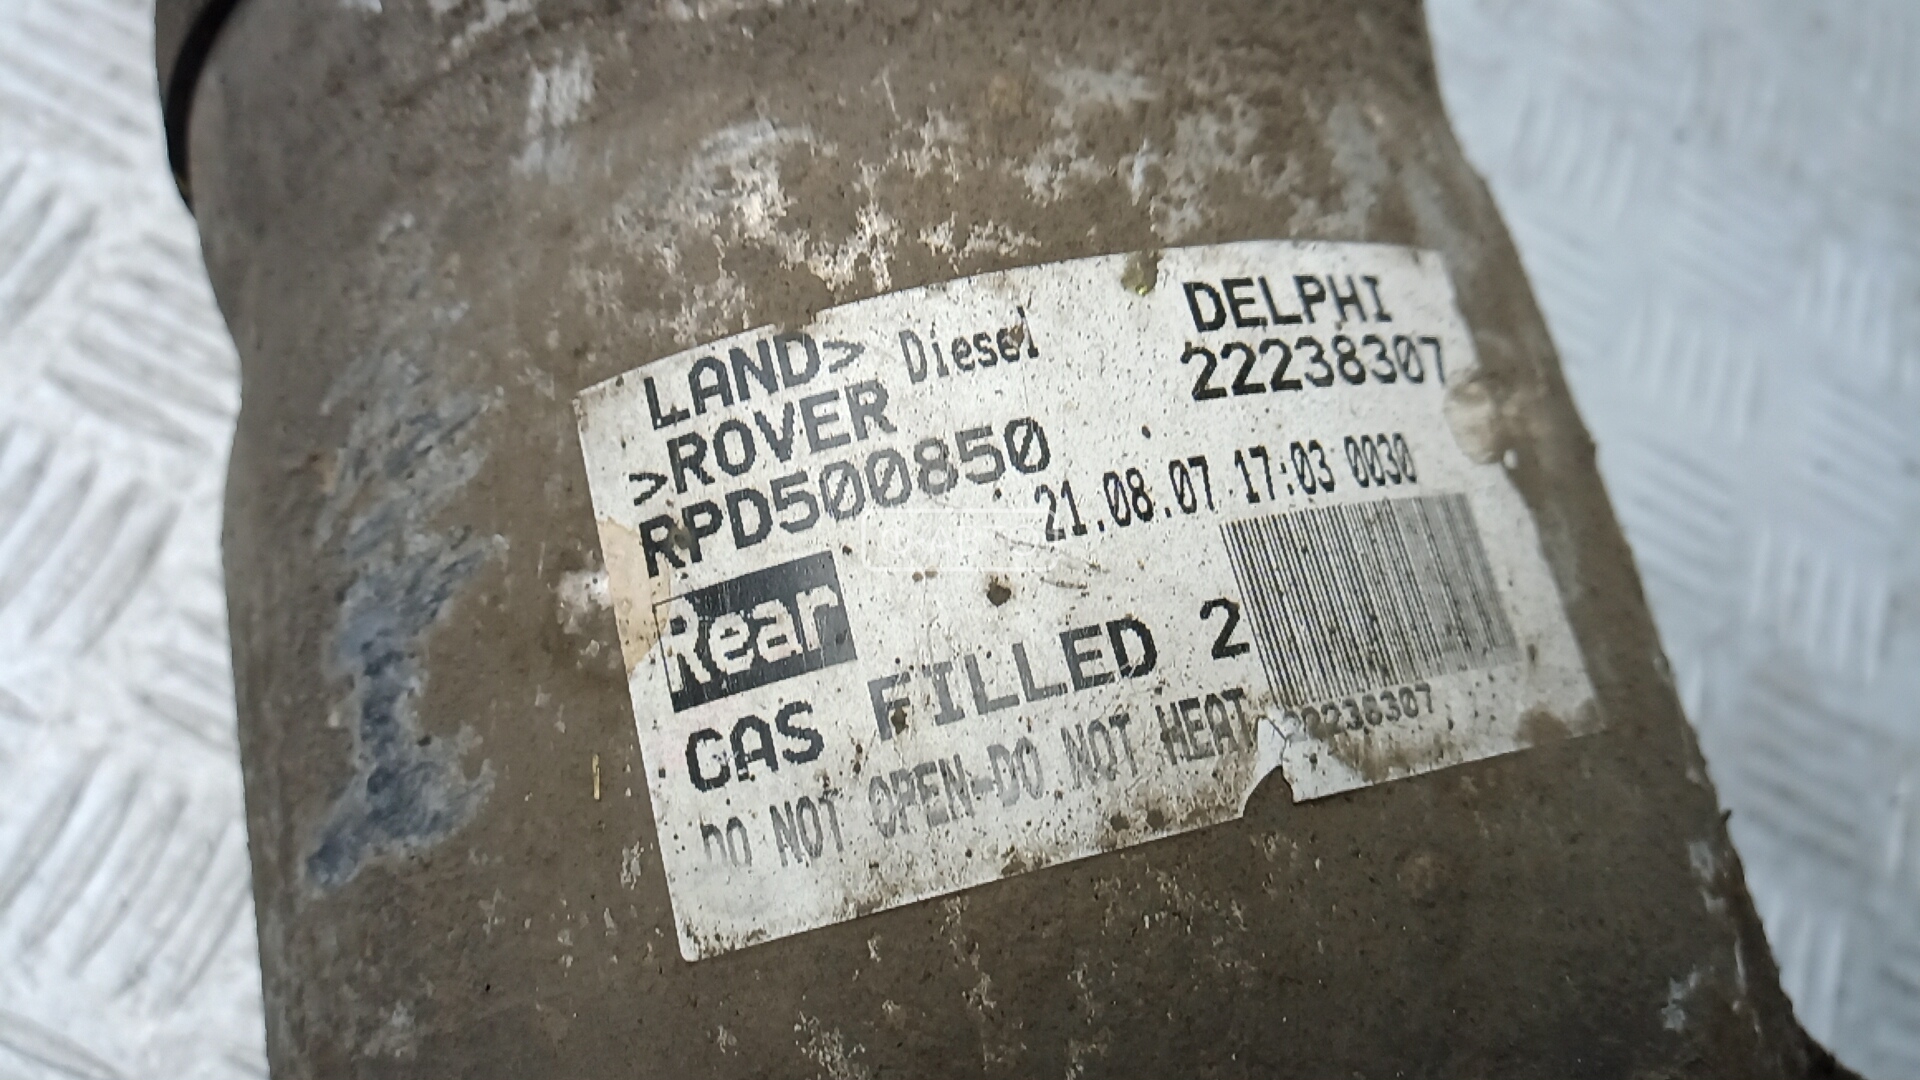 LAND> Diesel
>ROVER
RPD500850
DELPHI
22238307
21.08.07 17:03 0030
Rear
GAS FILLED 2
DO NOT OPEN-DO NOT HEAT
22238307